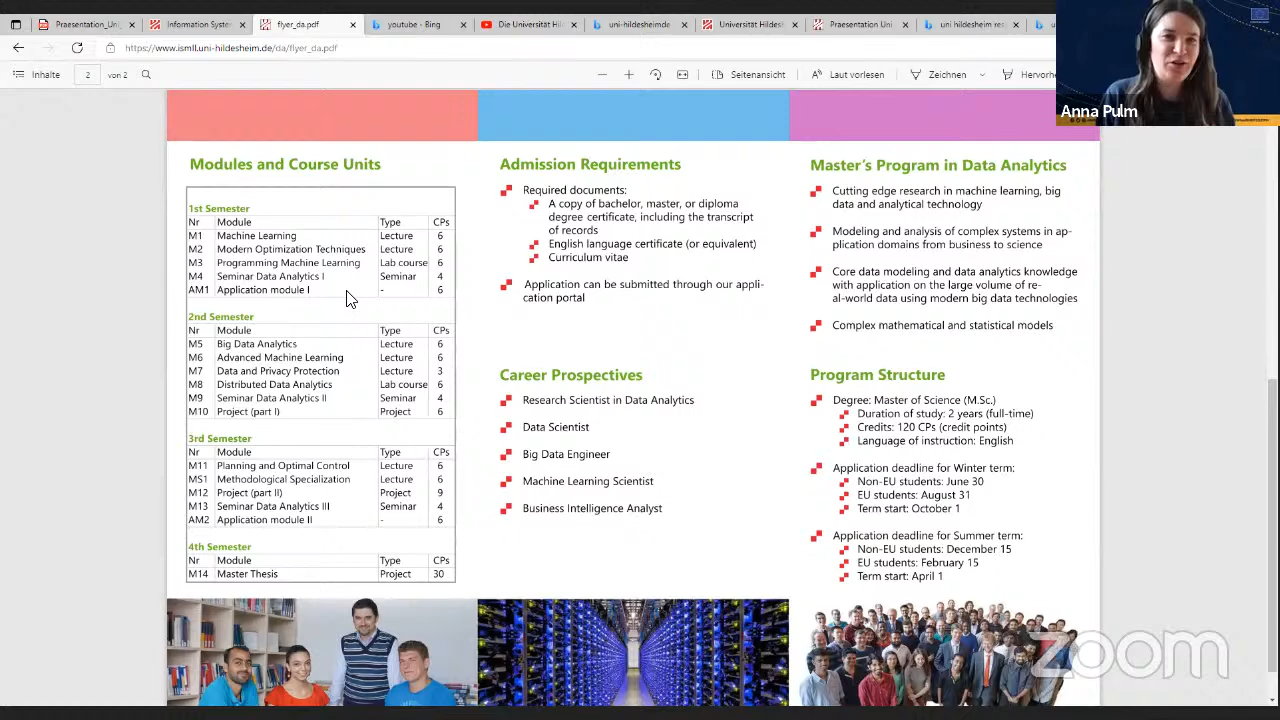 Praesentation_Uni
Information System
flyer_da.pdf
youtube - Bing
Die Universität
uni-hildesheimde
Universität Hildes
Praesentation Uni
uni hildesheim res
https://www.ismll.uni-hildesheim.de/da/flyer_da.pdf
Inhalte
2
von 2
Seitenansicht
Laut vorlesen
Zeichnen
Hervorh
Anna Pulm
Modules and Course Units
1st Semester
Nr Module Type CPs
M1 Machine Learning Lecture 6
M2 Modern Optimization Techniques Lecture 6
M3 Programming Machine Learning Lab course 6
M4 Seminar Data Analytics I Seminar 4
AM1 Application module I - 6
2nd Semester
Nr Module Type CPs
M5 Big Data Analytics Lecture 6
M6 Advanced Machine Learning Lecture 6
M7 Data and Privacy Protection Lecture 3
M8 Distributed Data Analytics Lab course 6
M9 Seminar Data Analytics II Seminar 4
M10 Project (part I) Project 6
3rd Semester
Nr Module Type CPs
M11 Planning and Optimal Control Lecture 6
MS1 Methodological Specialization Lecture 6
M12 Project (part II) Project 9
M13 Seminar Data Analytics III Seminar 4
AM2 Application module II - 6
4th Semester
Nr Module Type CPs
M14 Master Thesis Project 30
Admission Requirements
Required documents:
A copy of bachelor, master, or diploma
degree certificate, including the transcript
of records
English language certificate (or equivalent)
Curriculum vitae
Application can be submitted through our appli-
cation portal
Career Prospectives
Research Scientist in Data Analytics
Data Scientist
Big Data Engineer
Machine Learning Scientist
Business Intelligence Analyst
Master's Program in Data Analytics
Cutting edge research in machine learning, big
data and analytical technology
Modeling and analysis of complex systems in ap-
plication domains from business to science
Core data modeling and data analytics knowledge
with application on the large volume of re-
al-world data using modern big data technologies
Complex mathematical and statistical models
Program Structure
Degree: Master of Science (M.Sc.)
Duration of study: 2 years (full-time)
Credits: 120 CPs (credit points)
Language of instruction: English
Application deadline for Winter term:
Non-EU students: June 30
EU students: August 31
Term start: October 1
Application deadline for Summer term:
Non-EU students: December 15
EU students: February 15
Term start: April 1
zoom